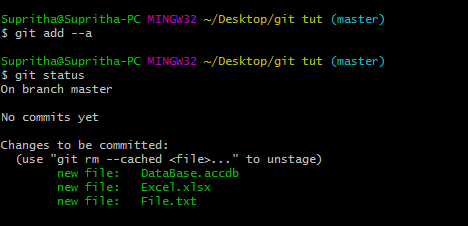 Supritha@Supritha-PC MINGW32 ~/Desktop/git tut (master)
$ git add --a
Supritha@Supritha-PC MINGW32 ~/Desktop/git tut (master)
$ git status
On branch master
No commits yet
Changes to be committed:
(use "git rm --cached <file>..." to unstage)
new file: DataBase.accdb
new file: Excel.xlsx
new file: File.txt